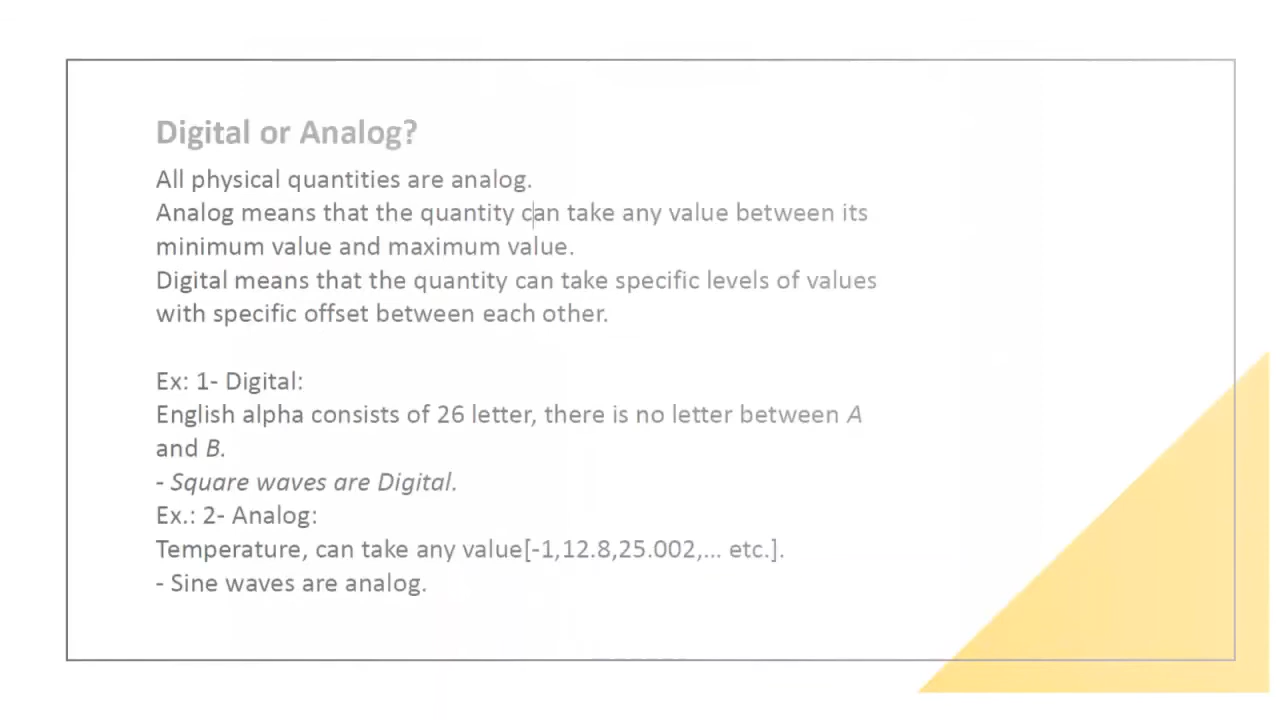 Digital or Analog?
All physical quantities are analog.
Analog means that the quantity can take any value between its
minimum value and maximum value.
Digital means that the quantity can take specific levels of values
with specific offset between each other.
Ex: 1- Digital:
English alpha consists of 26 letter, there is no letter between A
and B.
- Square waves are Digital.
Ex.: 2- Analog:
Temperature, can take any value[-1,12.8,25.002,... etc.].
- Sine waves are analog.